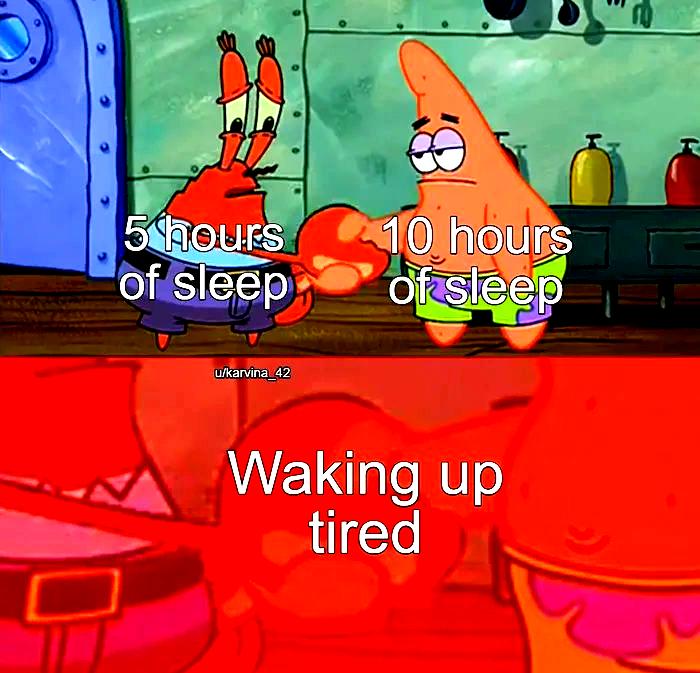 5 hours
of sleep
10 hours
of sleep
u/karvina_42
Waking up
tired